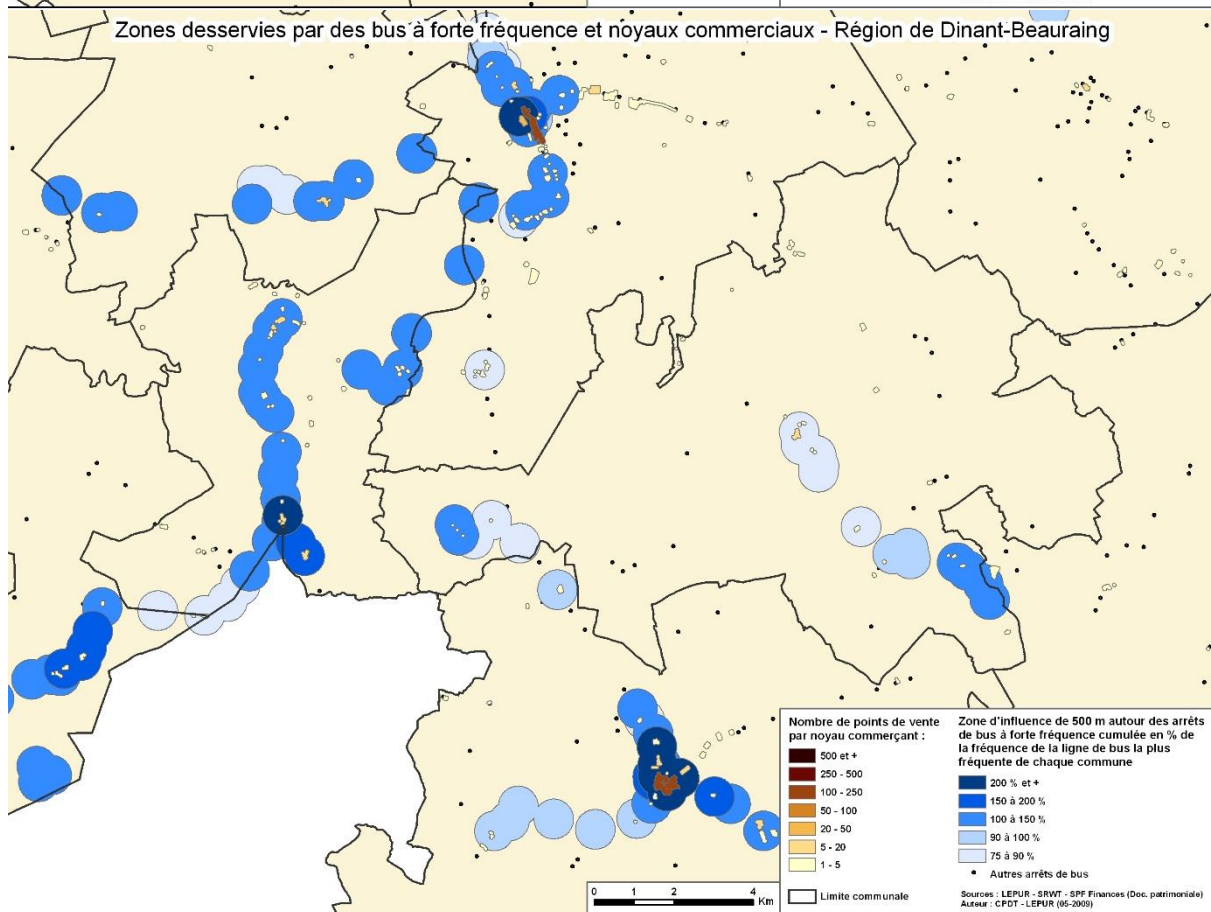 Zones desservies par des bus à forte fréquence et noyaux commerciaux - Région de Dinant-Beauraing
Nombre de points de vente
par noyau commerçant :
500 et +
250 - 500
100 - 250
50 - 100
20 - 50
5 - 20
1 - 5
Limite communale
Zone d'influence de 500 m autour des arrêts
de bus à forte fréquence cumulée en % de
la fréquence de la ligne de bus la plus
fréquente de chaque commune
200 % et +
150 à 200 %
100 à 150 %
90 à 100 %
75 à 90 %
Autres arrêts de bus
Sources : LEPUR - SRWT - SPF Finances (Doc. patrimoniale)
Auteur : CPDT - LEPUR (05-2009)
0 1 2 4
Km